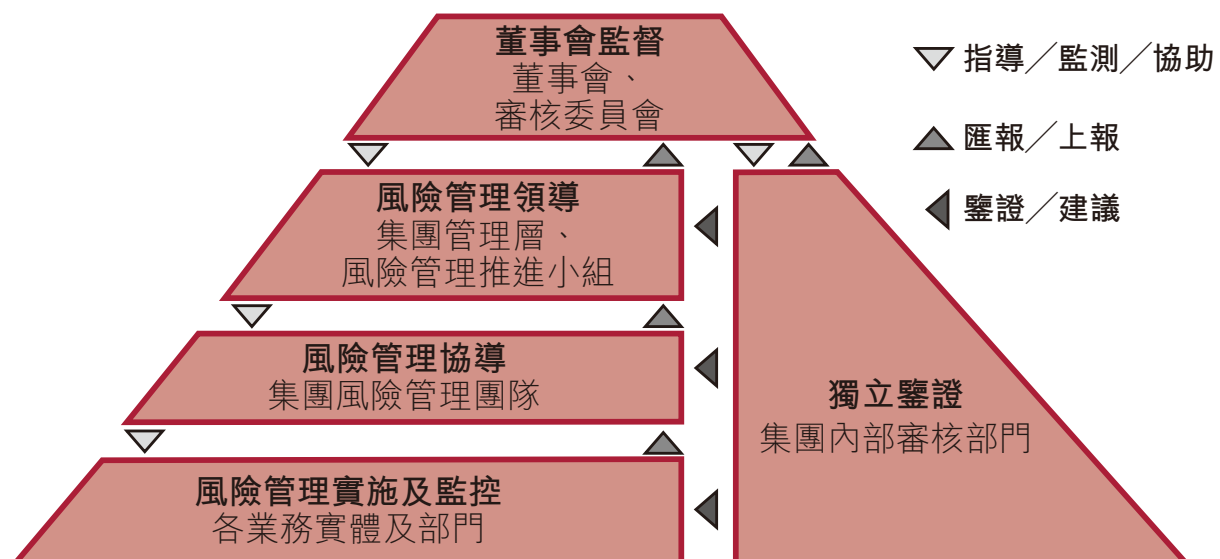 董事會監督
董事會、
審核委員會
指導／監測／協助
匯報／上報
鑒證／建議
風險管理領導
集團管理層、
風險管理推進小組
風險管理協導
集團風險管理團隊
獨立鑒證
集團內部審核部門
風險管理實施及監控
各業務實體及部門